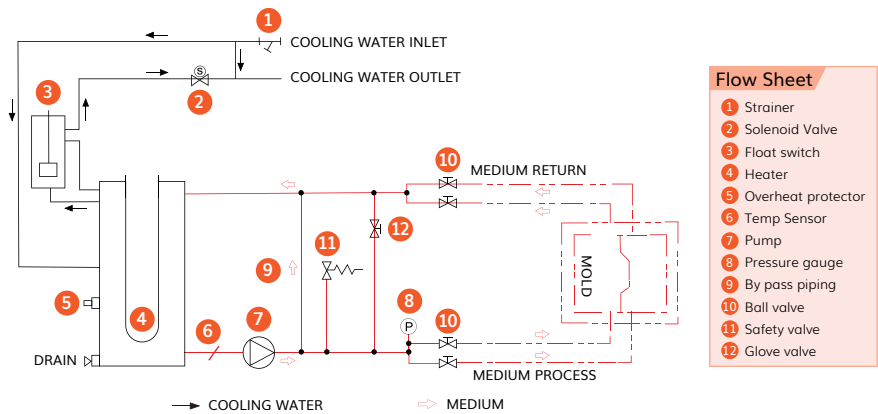 1
COOLING WATER INLET
S
COOLING WATER OUTLET
2
3
10
MEDIUM RETURN
12
11
9
MOLD
5
4
6
7
8
P
10
DRAIN
MEDIUM PROCESS
COOLING WATER
MEDIUM
Flow Sheet
1 Strainer
2 Solenoid Valve
3 Float switch
4 Heater
5 Overheat protector
6 Temp Sensor
7 Pump
8 Pressure gauge
9 By pass piping
10 Ball valve
11 Safety valve
12 Glove valve